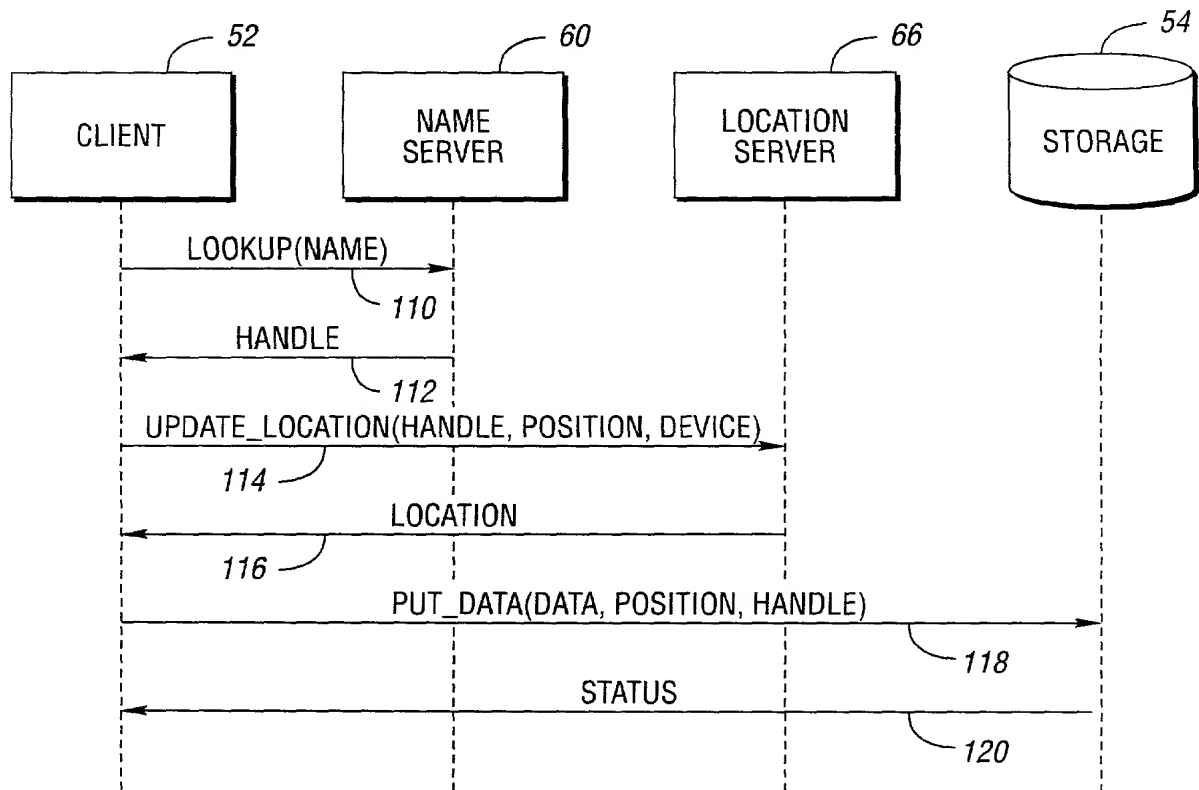 52
60
66
54
CLIENT
NAME
SERVER
LOCATION
SERVER
STORAGE
LOOKUP(NAME)
110
HANDLE
112
UPDATE_LOCATION(HANDLE, POSITION, DEVICE)
114
LOCATION
116
PUT_DATA(DATA, POSITION, HANDLE)
118
STATUS
120